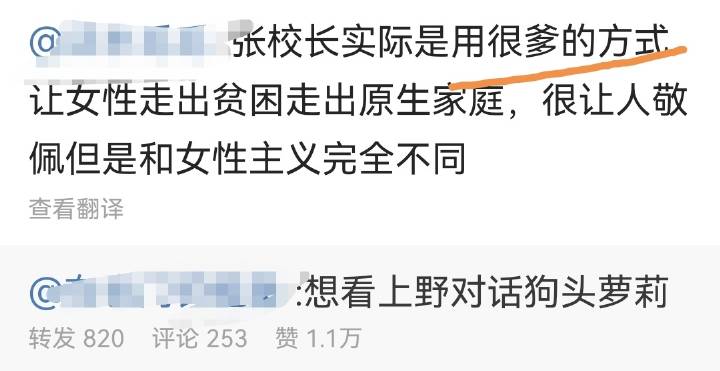 @ 张校长实际是用很爹的方式
让女性走出贫困走出原生家庭，很让人敬
佩但是和女性主义完全不同
查看翻译
@ :想看上野对话狗头萝莉
转发 820 评论 253 赞 1.1万